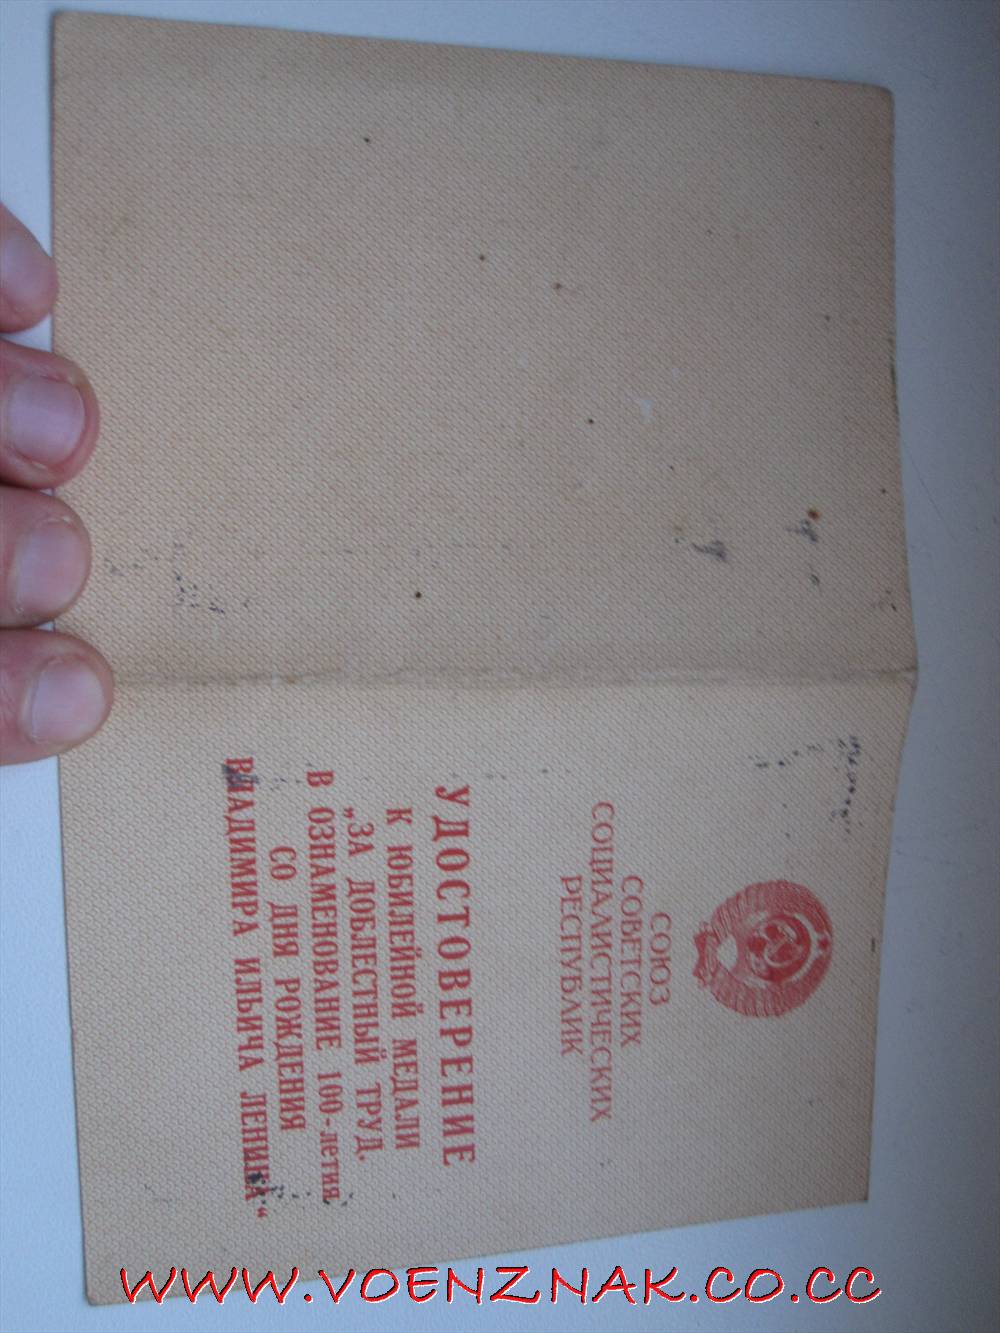 СОЮЗ
СОВЕТСКИХ
СОЦИАЛИСТИЧЕСКИХ
РЕСПУБЛИК
УДОСТОВЕРЕНИЕ
К ЮБИЛЕЙНОЙ МЕДАЛИ
„ЗА ДОБЛЕСТНЫЙ ТРУД.
В ОЗНАМЕНОВАНИЕ 100-летия
СО ДНЯ РОЖДЕНИЯ
ВЛАДИМИРА ИЛЬИЧА ЛЕНИНА“
WWW.VOENZNAK.CO.CC